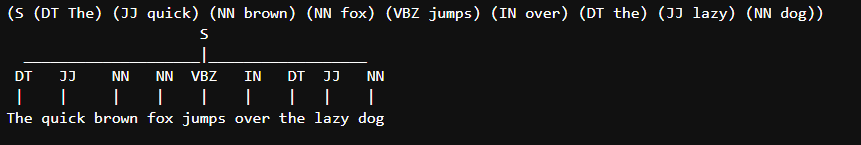 (S (DT The) (JJ quick) (NN brown) (NN fox) (VBZ jumps) (IN over) (DT the) (JJ lazy) (NN dog))
S
DT JJ NN NN VBZ IN DT JJ NN
The quick brown fox jumps over the lazy dog